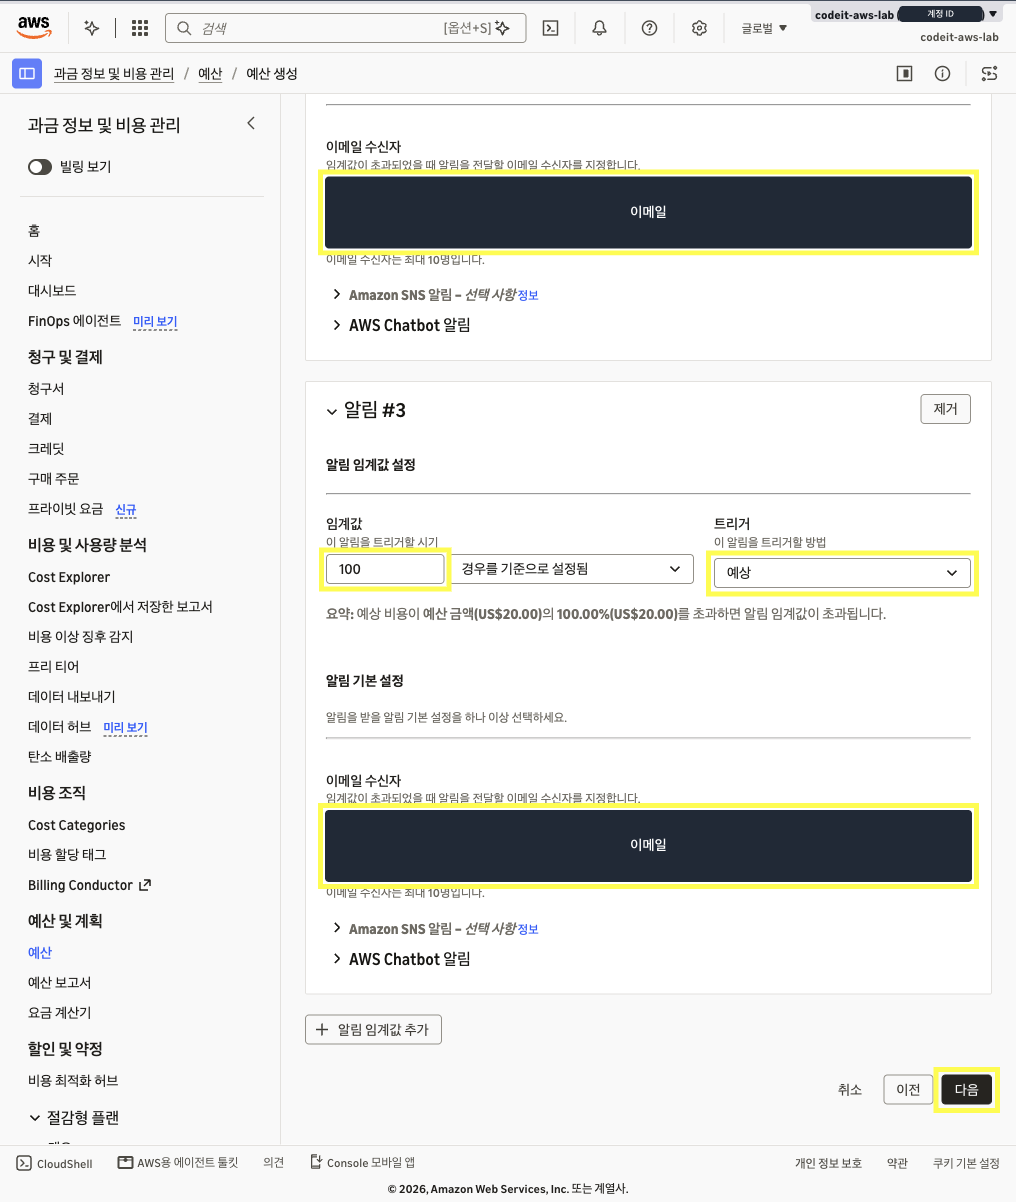 aws
검색
[옵션+S]
글로벌
codeit-aws-lab
계정 ID
codeit-aws-lab
과금 정보 및 비용 관리 / 예산 / 예산 생성
과금 정보 및 비용 관리
빌링 보기
홈
시작
대시보드
FinOps 에이전트 미리 보기
청구 및 결제
청구서
결제
크레딧
구매 주문
프라이빗 요금 신규
비용 및 사용량 분석
Cost Explorer
Cost Explorer에서 저장한 보고서
비용 이상 징후 감지
프리 티어
데이터 내보내기
데이터 허브 미리 보기
탄소 배출량
비용 조직
Cost Categories
비용 할당 태그
Billing Conductor
예산 및 계획
예산
예산 보고서
요금 계산기
할인 및 약정
비용 최적화 허브
절감형 플랜
이메일 수신자
임계값이 초과되었을 때 알림을 전달할 이메일 수신자를 지정합니다.
이메일
이메일 수신자는 최대 10명입니다.
Amazon SNS 알림 – 선택 사항 정보
AWS Chatbot 알림
알림 #3
제거
알림 임계값 설정
임계값
이 알림을 트리거할 시기
100
경우를 기준으로 설정됨
트리거
이 알림을 트리거할 방법
예상
요약: 예상 비용이 예산 금액(US$20.00)의 100.00%(US$20.00)를 초과하면 알림 임계값이 초과됩니다.
알림 기본 설정
알림을 받을 알림 기본 설정을 하나 이상 선택하세요.
이메일 수신자
임계값이 초과되었을 때 알림을 전달할 이메일 수신자를 지정합니다.
이메일
이메일 수신자는 최대 10명입니다.
Amazon SNS 알림 – 선택 사항 정보
AWS Chatbot 알림
알림 임계값 추가
취소
이전
다음
CloudShell
AWS용 에이전트 툴킷
의견
Console 모바일 앱
개인 정보 보호
약관
쿠키 기본 설정
© 2026, Amazon Web Services, Inc. 또는 계열사.